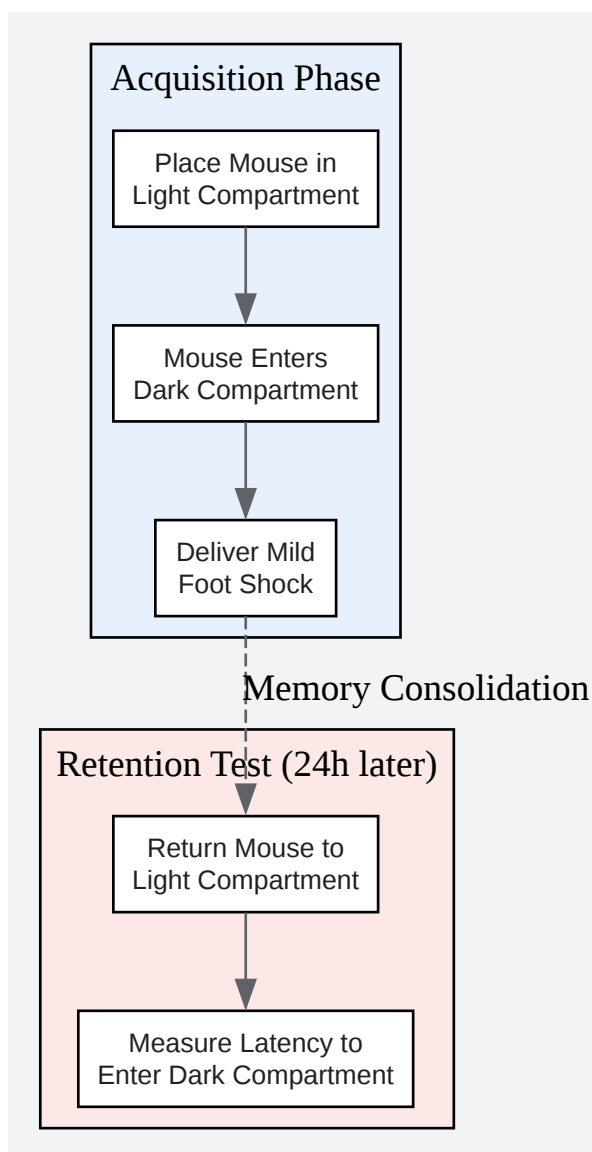 Acquisition Phase
Place Mouse in
Light Compartment
Mouse Enters
Dark Compartment
Deliver Mild
Foot Shock
Memory Consolidation
Retention Test (24h later)
Return Mouse to
Light Compartment
Measure Latency to
Enter Dark Compartment